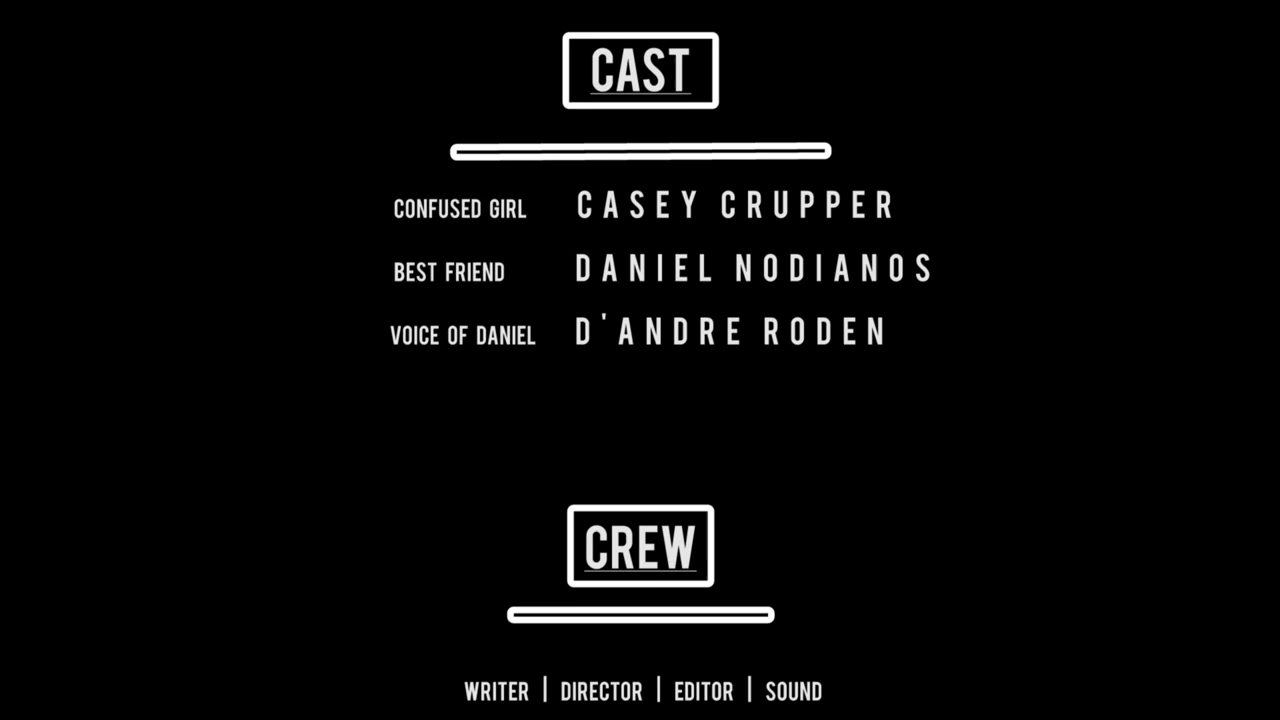 CAST
CONFUSED GIRL CASEY CRUPPER
BEST FRIEND DANIEL NODIANOS
VOICE OF DANIEL D'ANDRE RODEN
CREW
WRITER | DIRECTOR | EDITOR | SOUND